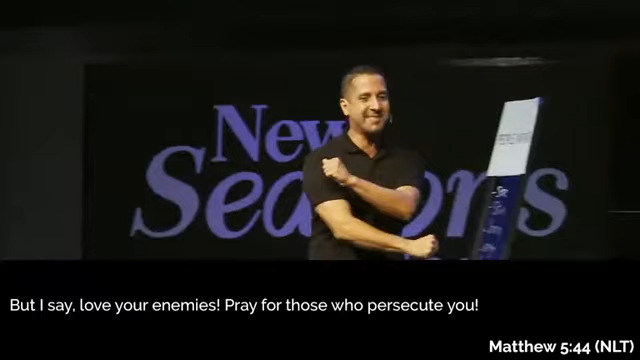 New
Seasons
But I say, love your enemies! Pray for those who persecute you!
Matthew 5:44 (NLT)